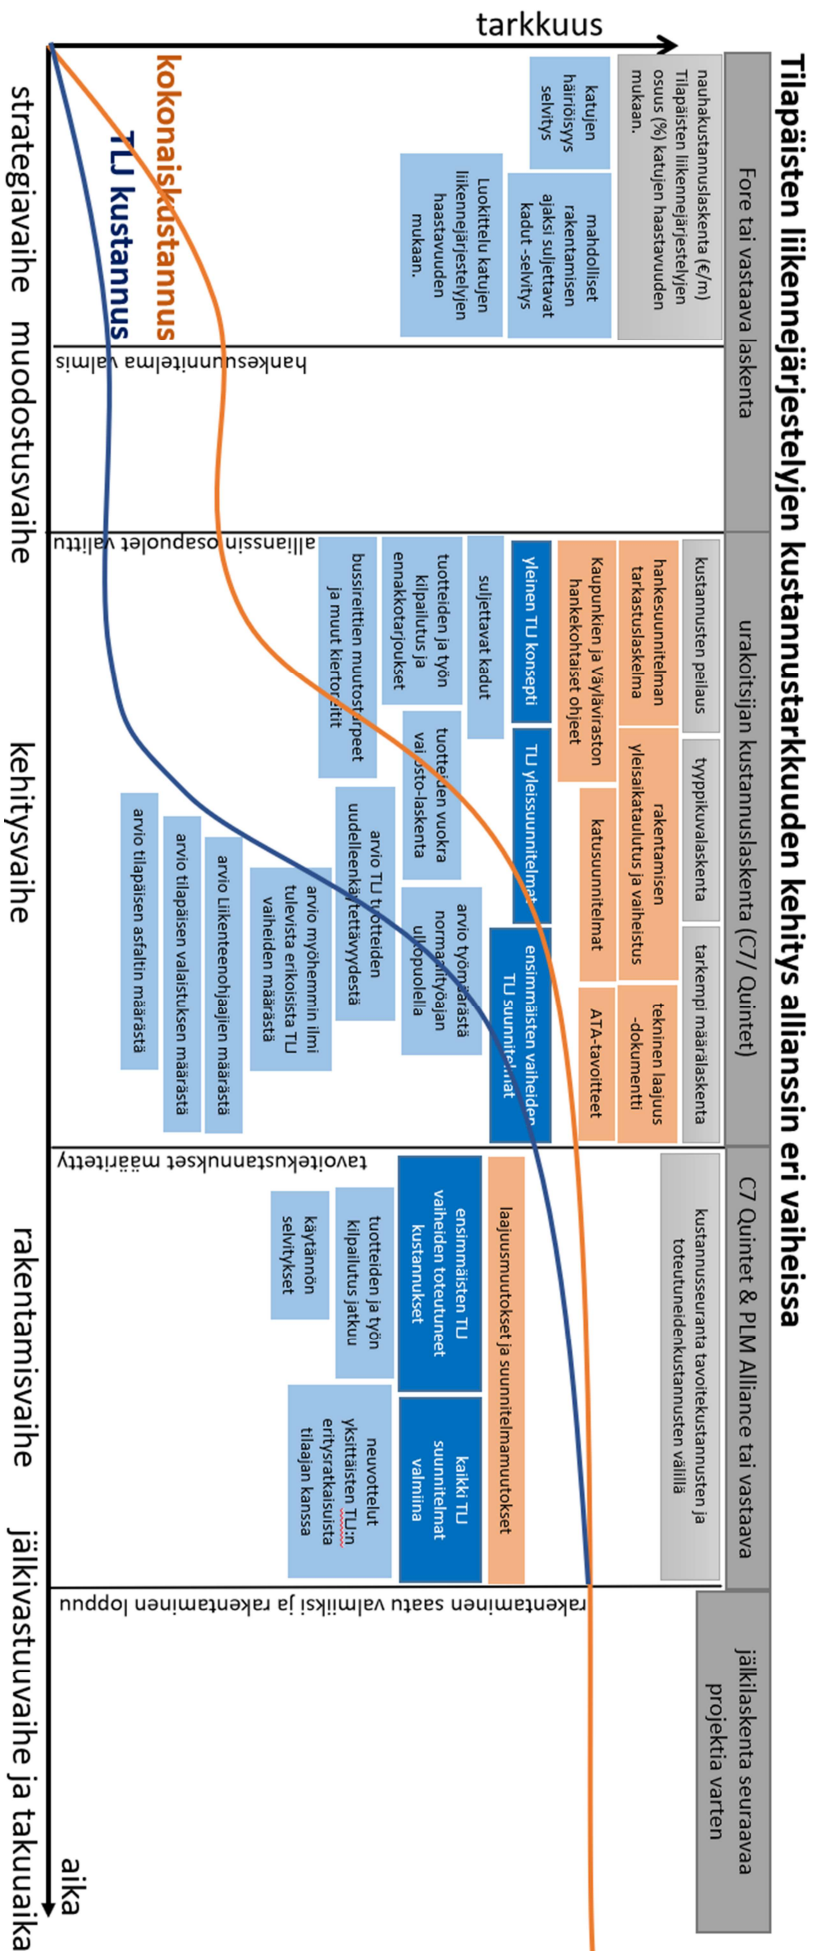 Tilapäisten liikennejärjestelyjen kustannustarkkuuden kehitys allianssin eri vaiheissa
tarkkuus
Fore tai vastaava laskenta
urakoitsijan kustannuslaskenta (C7/ Quintet)
C7 Quintet & PLM Alliance tai vastaava
jälkilaskenta seuraavaa
projektia varten
nauhakustannuslaskenta (€/m)
Tilapäisten liikennejärjestelyjen
osuus (%) katujen haastavuuden
mukaan.
katujen
häiriöisyys
selvitys
mahdolliset
rakentamisen
ajaksi suljettavat
kadut -selvitys
Luokittelu katujen
liikennejärjestelyjen
haastavuuden
mukaan.
kokonaiskustannus
TLJ kustannus
hankesuunnitelma valmis
allianssin osapuolet valittu
kustannusten peilaus
tyyppikuvalaskenta
tarkempi määrälaskenta
hankesuunnitelman
tarkastuslaskelma
rakentamisen
yleisaikataulutus ja vaiheistus
tekninen laajuus
-dokumentti
Kaupunkien ja Väyläviraston
hankekohtaiset ohjeet
katusuunnitelmat
ATA-tavoitteet
yleinen TLJ konsepti
TLJ yleissuunnitelmat
ensimmäisten vaiheiden
TLJ suunnitelmat
suljettavat kadut
tuotteiden ja työn
kilpailutus ja
ennakkotarjoukset
tuotteiden vuokra
vai osto-laskenta
arvio työmäärästä
normaalityöajan
ulkopuolella
bussireittien muutostarpeet
ja muut kiertoreitit
arvio TLJ tuotteiden
uudelleenkäytettävyydestä
arvio myöhemmin ilmi
tulevista erikoisista TLJ
vaiheiden määrästä
arvio Liikenteenohjaajien määrästä
arvio tilapäisen valaistuksen määrästä
arvio tilapäisen asfaltin määrästä
tavoitekustannukset määritetty
kustannusseuranta tavoitekustannusten ja
toteutuneidenkustannusten välillä
laajuusmuutokset ja suunnitelmamuutokset
ensimmäisten TLJ
vaiheiden toteutuneet
kustannukset
kaikki TLJ
suunnitelmat
valmiina
tuotteiden ja työn
kilpailutus jatkuu
käytännön
selvitykset
neuvottelut
yksittäisten TLJ:n
eritysratkaisuista
tilaajan kanssa
rakentaminen saatu valmiiksi ja rakentaminen loppuu
aika
strategiavaihe
muodostusvaihe
kehitysvaihe
rakentamisvaihe
jälkivastuuvaihe ja takuuaika